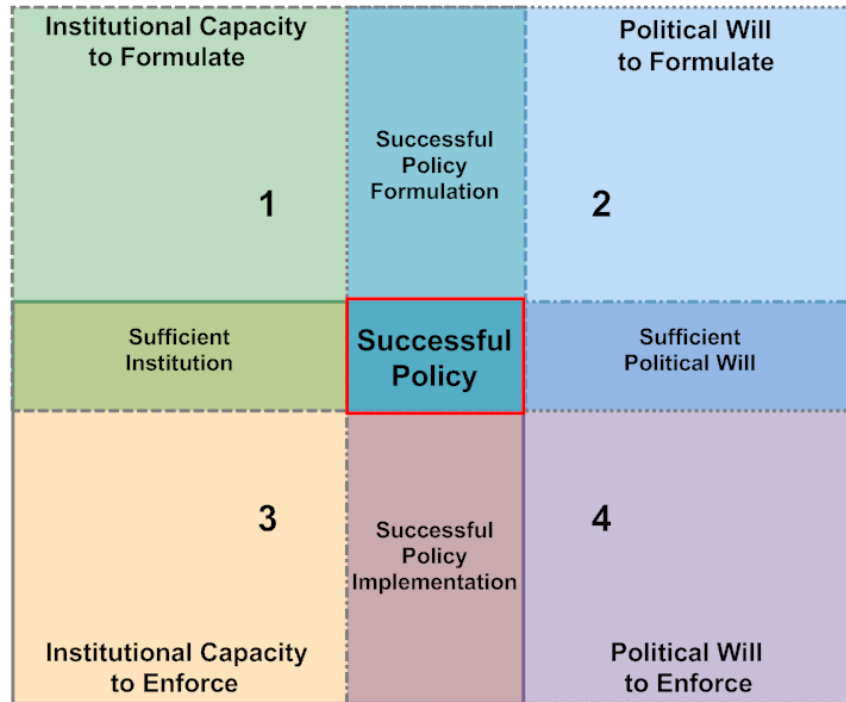 Institutional Capacity
to Formulate
Political Will
to Formulate
Successful
Policy
Formulation
1
2
Sufficient
Institution
Successful
Policy
Sufficient
Political Will
3
4
Successful
Policy
Implementation
Institutional Capacity
to Enforce
Political Will
to Enforce